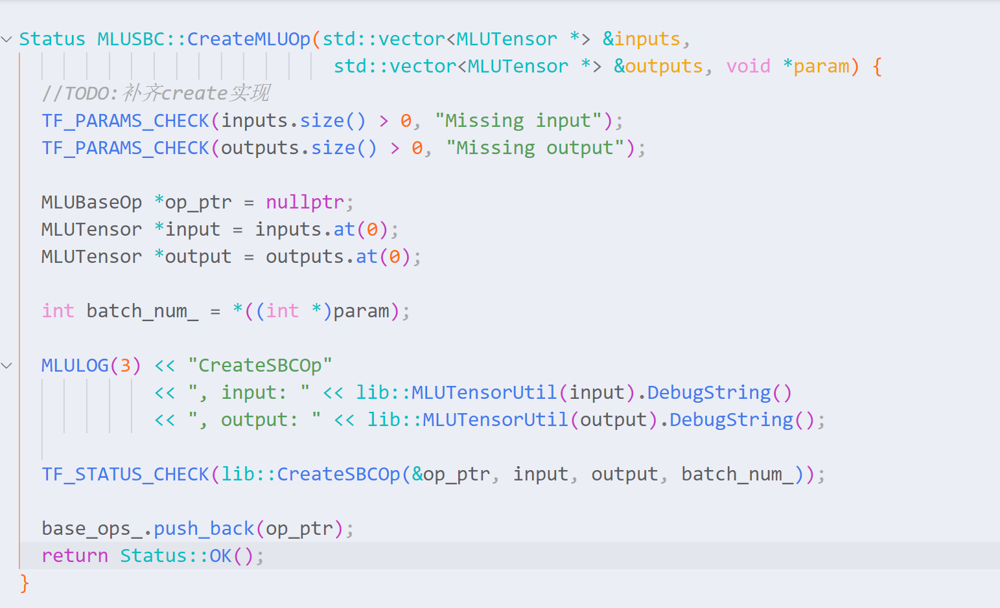 Status MLUSBC::CreateMLUOp(std::vector<MLUTensor *> &inputs,
std::vector<MLUTensor *> &outputs, void *param) {
//TODO:补齐create实现
TF_PARAMS_CHECK(inputs.size() > 0, "Missing input");
TF_PARAMS_CHECK(outputs.size() > 0, "Missing output");
MLUBaseOp *op_ptr = nullptr;
MLUTensor *input = inputs.at(0);
MLUTensor *output = outputs.at(0);
int batch_num_ = *((int *)param);
MLULOG(3) << "CreateSBCOp"
<< ", input: " << lib::MLUTensorUtil(input).DebugString()
<< ", output: " << lib::MLUTensorUtil(output).DebugString();
TF_STATUS_CHECK(lib::CreateSBCOp(&op_ptr, input, output, batch_num_));
base_ops_.push_back(op_ptr);
return Status::OK();
}